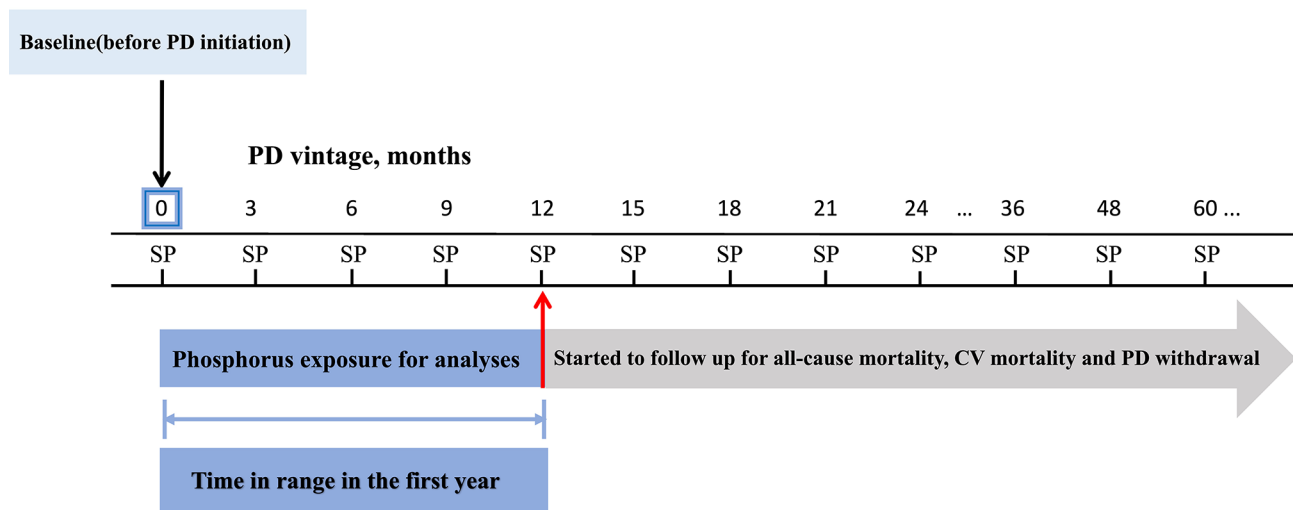 Baseline(before PD initiation)
PD vintage, months
0 3 6 9 12 15 18 21 24 ... 36 48 60 ...
SP SP SP SP SP SP SP SP SP SP SP SP
Phosphorus exposure for analyses
Started to follow up for all-cause mortality, CV mortality and PD withdrawal
Time in range in the first year